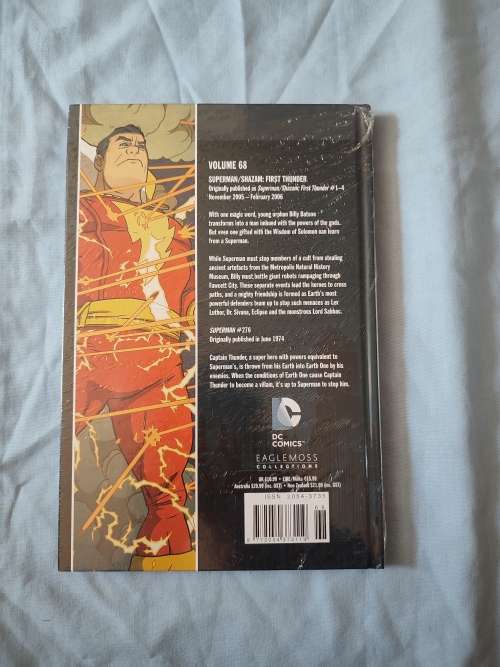 VOLUME 68
SUPERMAN/SHAZAM: FIRST THUNDER
Originally published as Superman/Shazam: First Thunder #1-4
November 2005 – February 2006
With one magic word, young orphan Billy Batson
transforms into a man imbued with the powers of the gods.
But even one gifted with the Wisdom of Solomon can learn
from a Superman.
While Superman must stop members of a cult from stealing
ancient artefacts from the Metropolis Natural History
Museum, Billy must battle giant robots rampaging through
Fawcett City. These separate events lead the heroes to cross
paths, and a mighty friendship is formed as Earth's most
powerful defenders team up to stop such menaces as Lex
Luthor, Dr. Sivana, Eclipso and the monstrous Lord Sabbac.
SUPERMAN #276
Originally published in June 1974
Captain Thunder, a super hero with powers equivalent to
Superman's, is thrown from his Earth into Earth One by his
enemies. When the conditions of Earth One cause Captain
Thunder to become a villain, it's up to Superman to stop him.
DC
DC
COMICS™
EAGLEMOSS
COLLECTIONS
ISSN 2054-3735
68